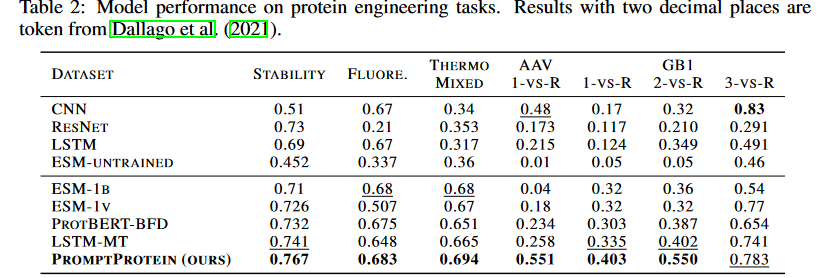 Table 2: Model performance on protein engineering tasks. Results with two decimal places are
token from Dallago et al. (2021).
DATASET STABILITY FLUORE. THERMO MIXED AAV 1-VS-R GB1 1-VS-R 2-VS-R 3-VS-R
CNN 0.51 0.67 0.34 0.48 0.17 0.32 0.83
RESNET 0.73 0.21 0.353 0.173 0.117 0.210 0.291
LSTM 0.69 0.67 0.317 0.215 0.124 0.349 0.491
ESM-UNTRAINED 0.452 0.337 0.36 0.01 0.05 0.05 0.46
ESM-1B 0.71 0.68 0.68 0.04 0.32 0.36 0.54
ESM-1V 0.726 0.507 0.67 0.18 0.32 0.32 0.77
PROTBERT-BFD 0.732 0.675 0.651 0.234 0.303 0.387 0.654
LSTM-MT 0.741 0.648 0.665 0.258 0.335 0.402 0.741
PROMPTPROTEIN (OURS) 0.767 0.683 0.694 0.551 0.403 0.550 0.783